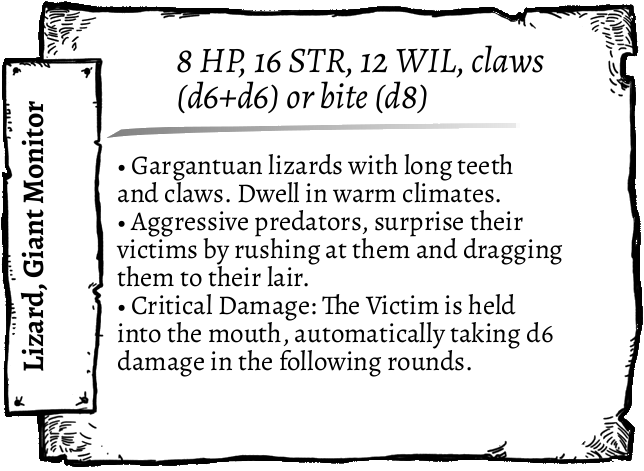 Lizard, Giant Monitor
8 HP, 16 STR, 12 WIL, claws
(d6+d6) or bite (d8)
• Gargantuan lizards with long teeth
and claws. Dwell in warm climates.
• Aggressive predators, surprise their
victims by rushing at them and dragging
them to their lair.
• Critical Damage: The Victim is held
into the mouth, automatically taking d6
damage in the following rounds.